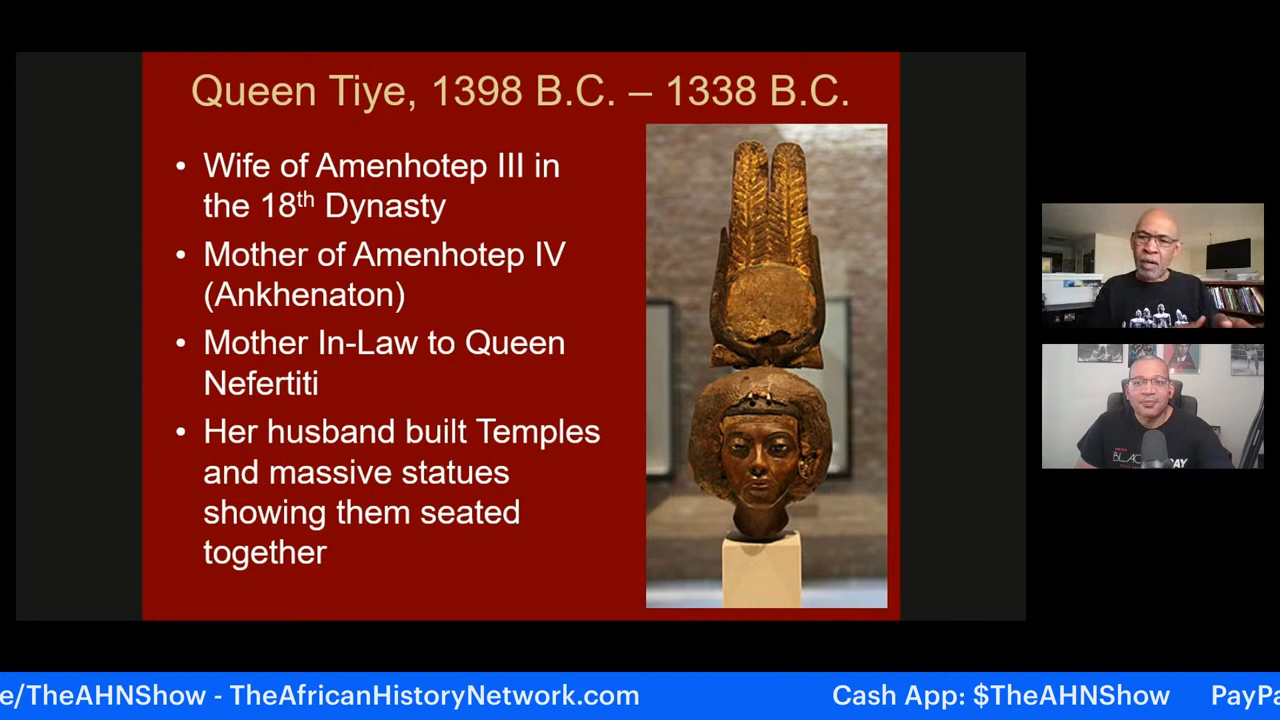 Queen Tiye, 1398 B.C. – 1338 B.C.
• Wife of Amenhotep III in
the 18th Dynasty
• Mother of Amenhotep IV
(Ankhenaton)
• Mother In-Law to Queen
Nefertiti
• Her husband built Temples
and massive statues
showing them seated
together
e/TheAHNShow - TheAfricanHistoryNetwork.com Cash App: $TheAHNShow PayPa